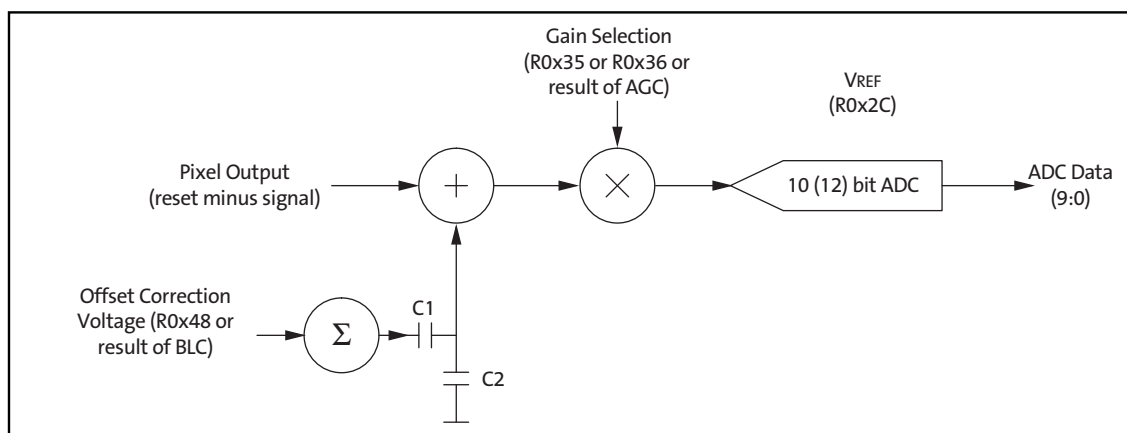 Gain Selection
(R0x35 or R0x36 or
result of AGC)
VREF
(R0x2C)
Pixel Output
(reset minus signal)
+
×
10 (12) bit ADC
ADC Data
(9:0)
Offset Correction
Voltage (R0x48 or
result of BLC)
Σ
C1
C2